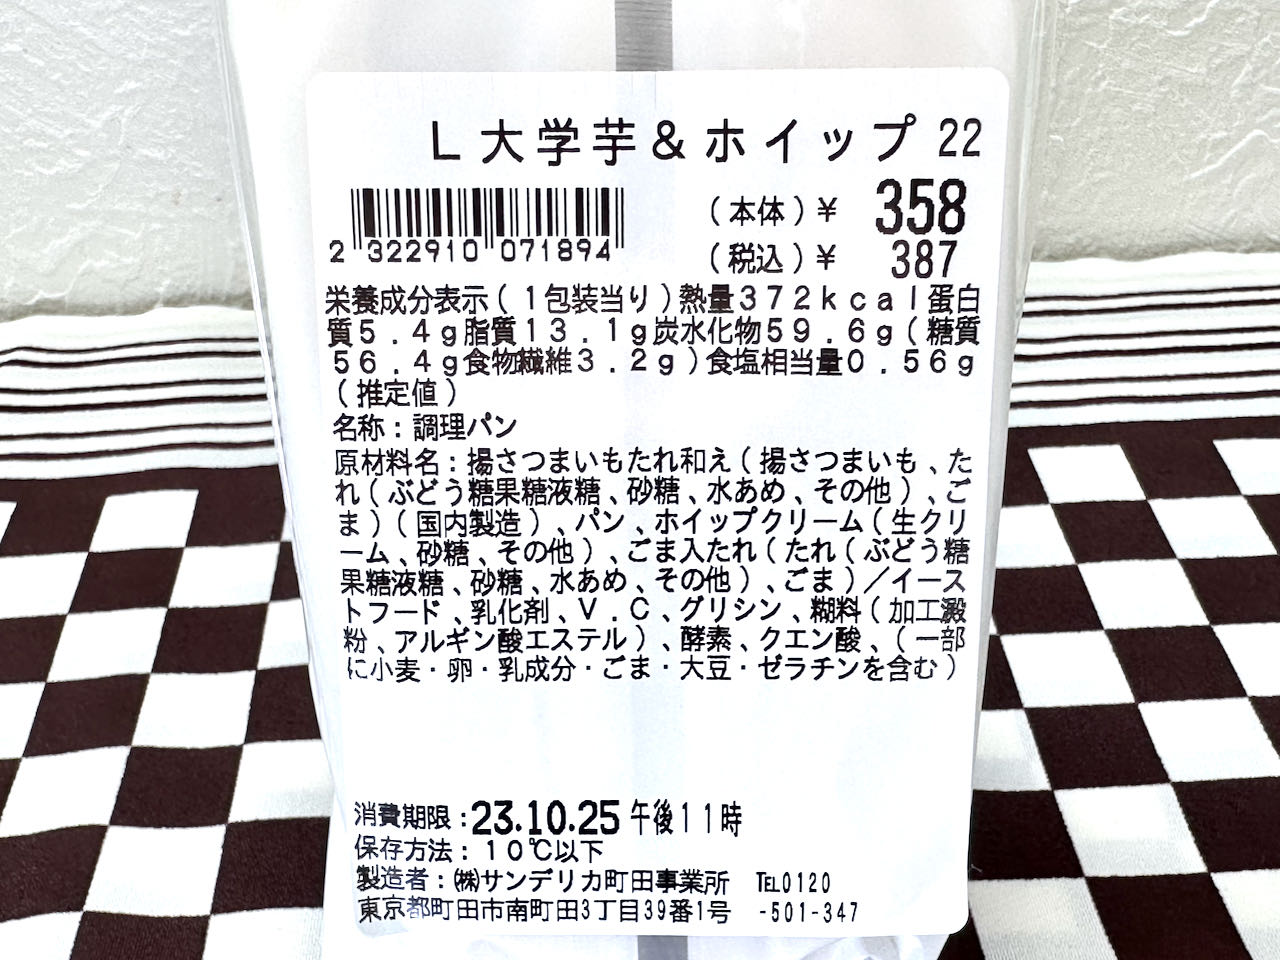 L大学芋&ホイップ22
(本体)¥ 358
2 322910 071894
(税込)¥ 387
栄養成分表示(1包装当り)熱量372kcal蛋白
質5.4g脂質13.1g炭水化物59.6g(糖質
56.4g食物繊維3.2g)食塩相当量0.56g
(推定値)
名称:調理パン
原材料名:揚さつまいもたれ和え(揚さつまいも、た
れ(ぶどう糖果糖液糖、砂糖、水あめ、その他)、ご
ま)(国内製造)、パン、ホイップクリーム(生クリ
ーム、砂糖、その他)、ごま入たれ(たれ(ぶどう糖
果糖液糖、砂糖、水あめ、その他)、ごま)/イース
トフード、乳化剤、V.C、グリシン、糊料(加工澱
粉、アルギン酸エステル)、酵素、クエン酸、(一部
に小麦・卵・乳成分・ごま・大豆・ゼラチンを含む)
消費期限:23.10.25午後11時
保存方法:10℃以下
製造者:㈱サンデリカ町田事業所 TEL0120
東京都町田市南町田3丁目39番1号 -501-347